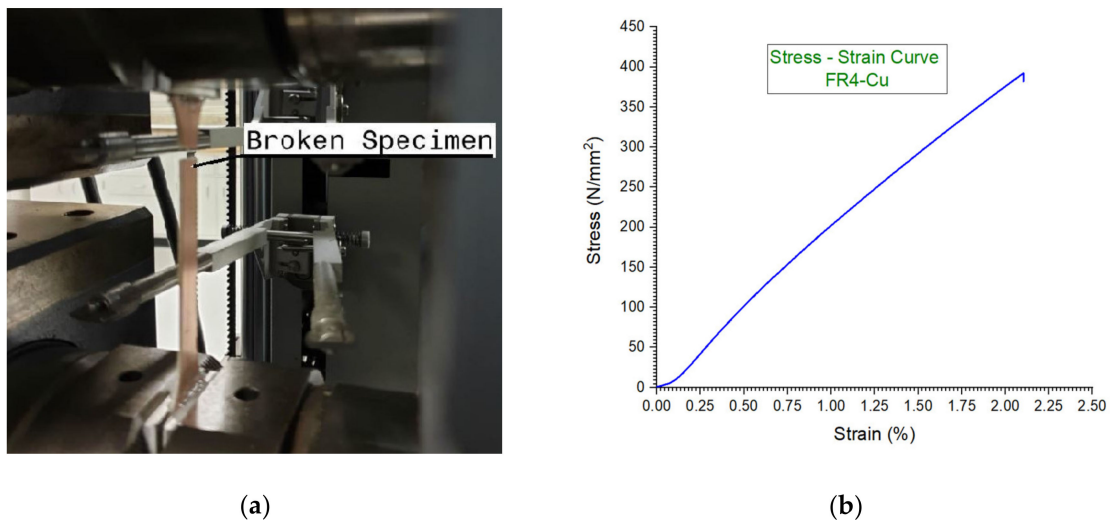 Broken Specimen
(a)
Stress - Strain Curve
FR4-Cu
450
400
350
300
250
200
150
100
50
0
Stress (N/mm²)
0.00 0.25 0.50 0.75 1.00 1.25 1.50 1.75 2.00 2.25 2.50
Strain (%)
(b)